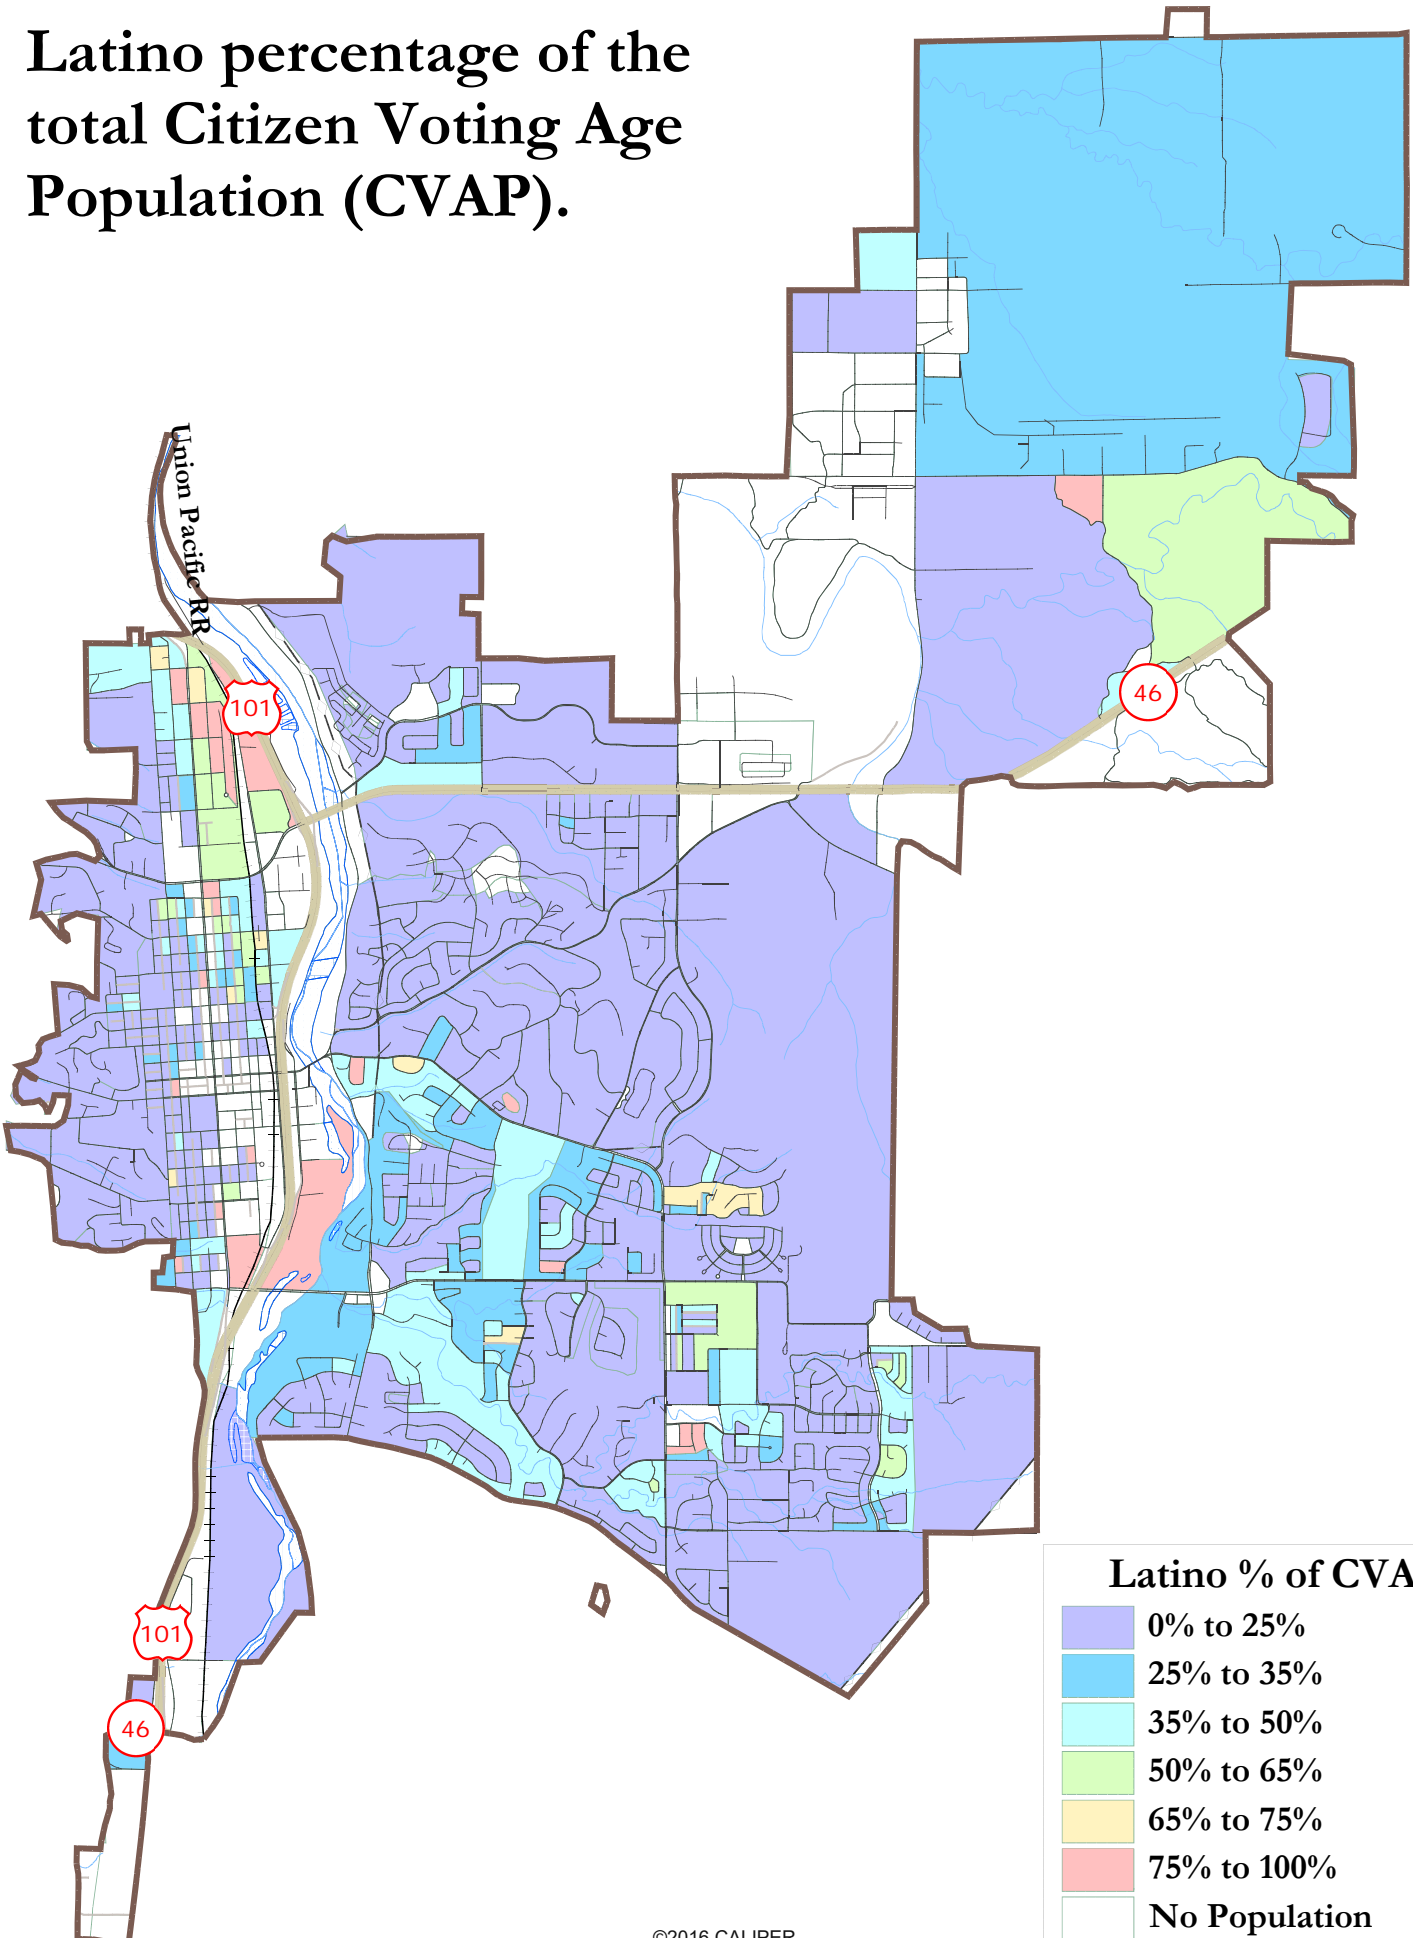 Latino percentage of the
total Citizen Voting Age
Population (CVAP).
Union Pacific RR
101
46
101
46
Latino % of CVA
0% to 25%
25% to 35%
35% to 50%
50% to 65%
65% to 75%
75% to 100%
No Population
©2016 CALIPER